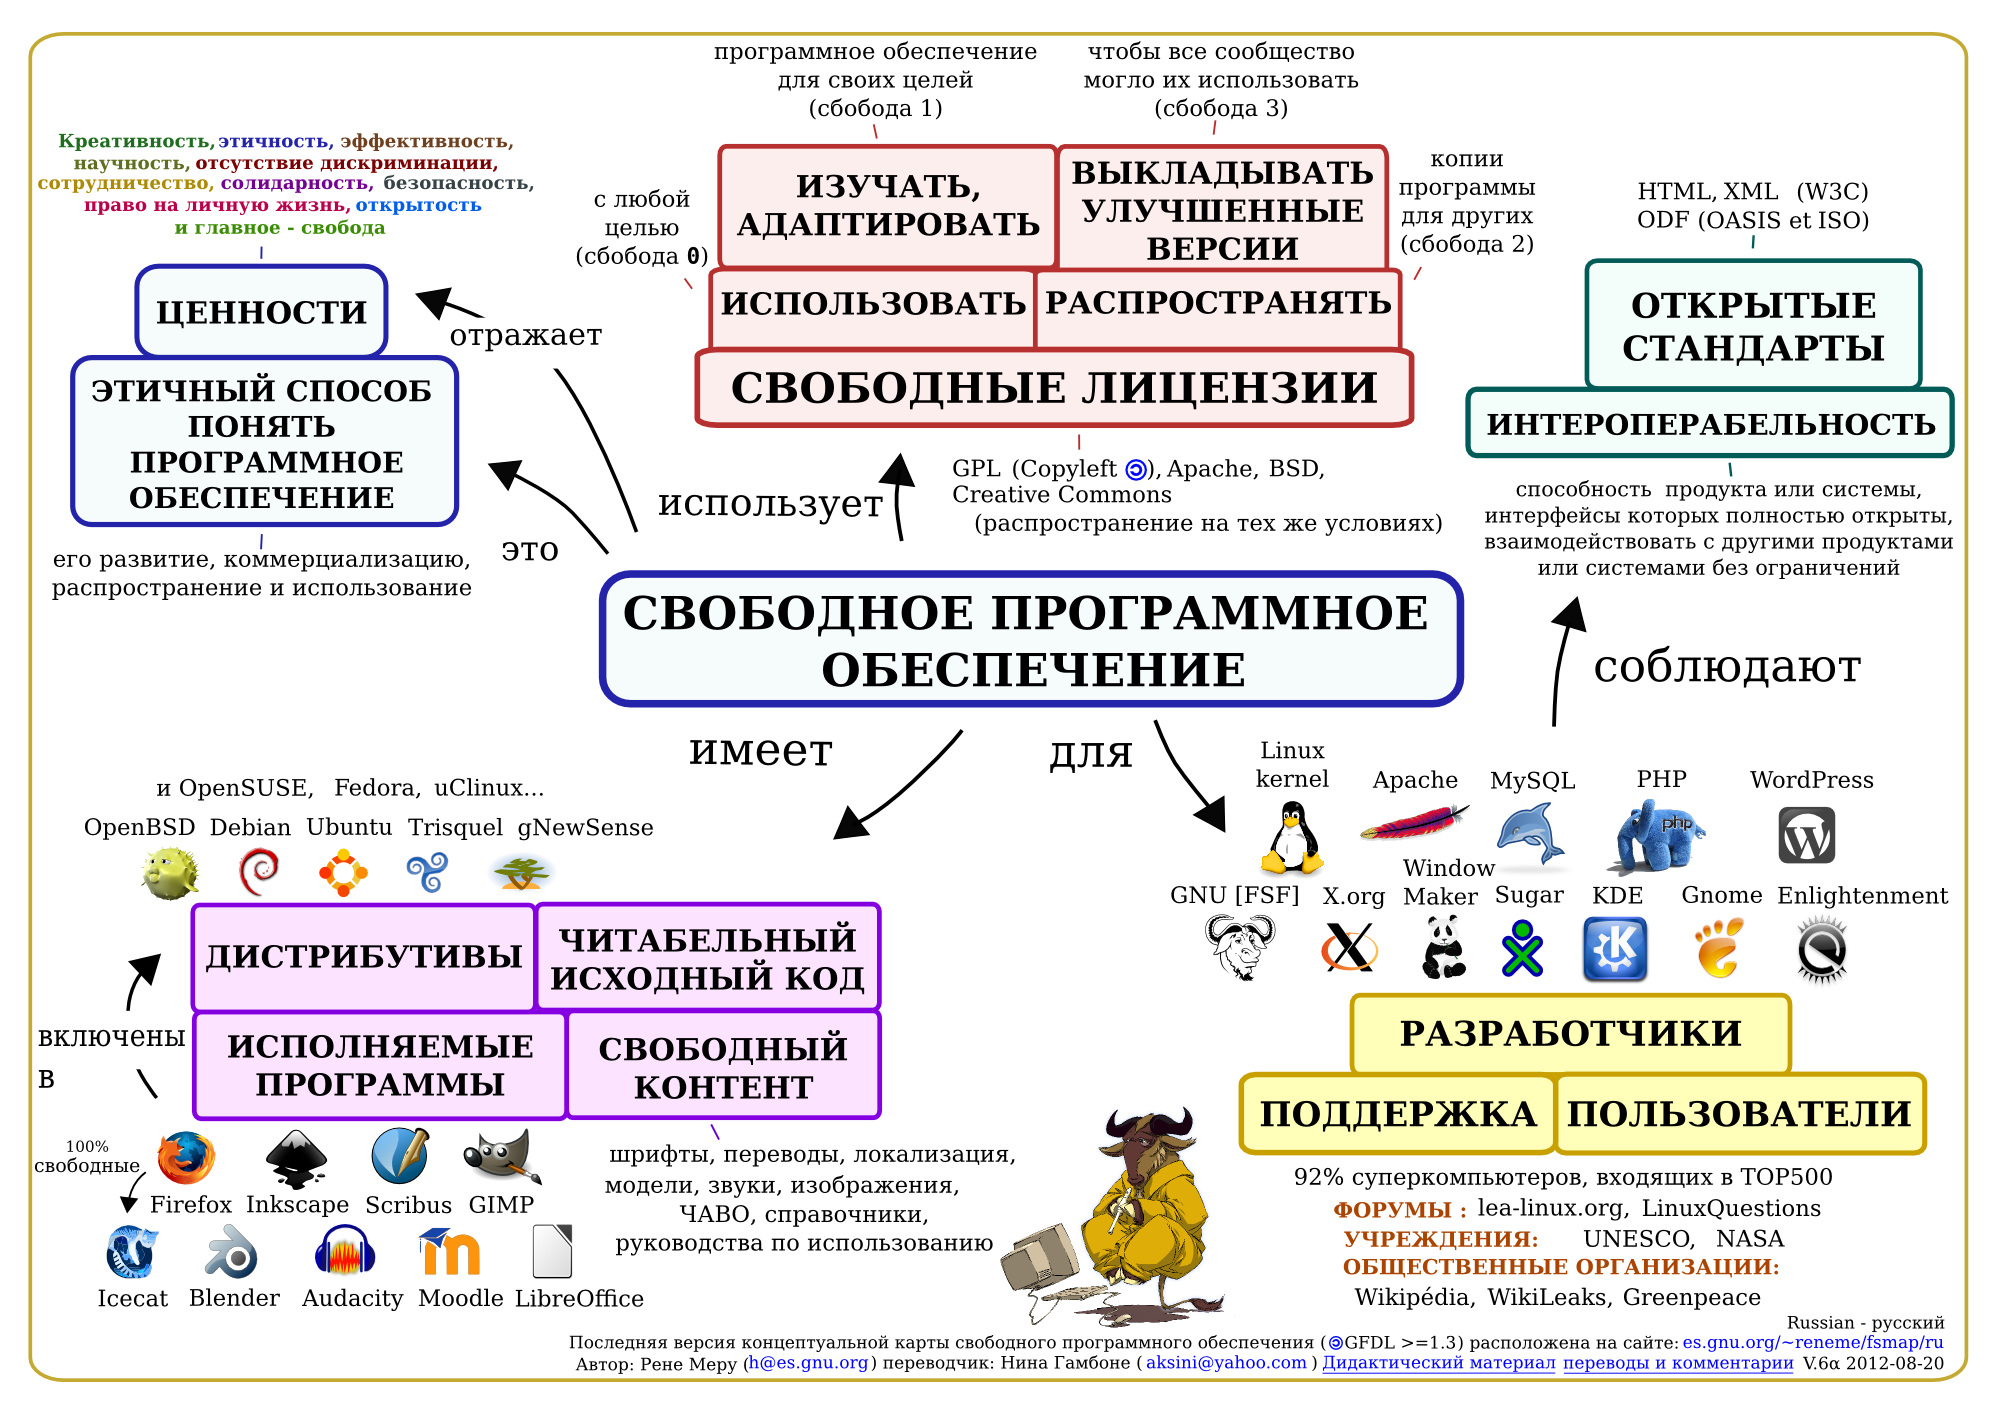 программное обеспечение
для своих целей
(сбобода 1)
чтобы все сообщество
могло их использовать
(сбобода 3)
Креативность, этичность, эффективность,
научность, отсутствие дискриминации,
сотрудничество, солидарность, безопасность,
право на личную жизнь, открытость
и главное - свобода
с любой
целью
(сбобода 0)
ИЗУЧАТЬ,
АДАПТИРОВАТЬ
ВЫКЛАДЫВАТЬ
УЛУЧШЕННЫЕ
ВЕРСИИ
копии
программы
для других
(сбобода 2)
HTML, XML (W3C)
ODF (OASIS et ISO)
ЦЕННОСТИ
отражает
ИСПОЛЬЗОВАТЬ
РАСПРОСТРАНЯТЬ
СВОБОДНЫЕ ЛИЦЕНЗИИ
ОТКРЫТЫЕ
СТАНДАРТЫ
ИНТЕРОПЕРАБЕЛЬНОСТЬ
ЭТИЧНЫЙ СПОСОБ
ПОНЯТЬ
ПРОГРАММНОЕ
ОБЕСПЕЧЕНИЕ
его развитие, коммерциализацию,
распространение и использование
это
использует
GPL (Copyleft), Apache, BSD,
Creative Commons
(распространение на тех же условиях)
способность продукта или системы,
интерфейсы которых полностью открыты,
взаимодействовать с другими продуктами
или системами без ограничений
СВОБОДНОЕ ПРОГРАММНОЕ
ОБЕСПЕЧЕНИЕ
соблюдают
имеет
для
и OpenSUSE, Fedora, uClinux...
OpenBSD Debian Ubuntu Trisquel gNewSense
Linux
kernel
Apache MySQL PHP WordPress
php
GNU [FSF] X.org Window
Maker Sugar KDE Gnome Enlightenment
ДИСТРИБУТИВЫ
ЧИТАБЕЛЬНЫЙ
ИСХОДНЫЙ КОД
включены
в
ИСПОЛНЯЕМЫЕ
ПРОГРАММЫ
СВОБОДНЫЙ
КОНТЕНТ
РАЗРАБОТЧИКИ
ПОДДЕРЖКА
ПОЛЬЗОВАТЕЛИ
100%
свободные
Firefox Inkscape Scribus GIMP
Icecat Blender Audacity Moodle LibreOffice
шрифты, переводы, локализация,
модели, звуки, изображения,
ЧАВО, справочники,
руководства по использованию
92% суперкомпьютеров, входящих в TOP500
ФОРУМЫ : lea-linux.org, LinuxQuestions
УЧРЕЖДЕНИЯ: UNESCO, NASA
ОБЩЕСТВЕННЫЕ ОРГАНИЗАЦИИ:
Wikipédia, WikiLeaks, Greenpeace
Russian - русский
Последняя версия концептуальной карты свободного программного обеспечения (GFDL >=1.3) расположена на сайте: es.gnu.org/~reneme/fsmap/ru
Автор: Рене Меру (h@es.gnu.org) переводчик: Нина Гамбоне ( aksini@yahoo.com ) Дидактический материал переводы и комментарии V.6α 2012-08-20